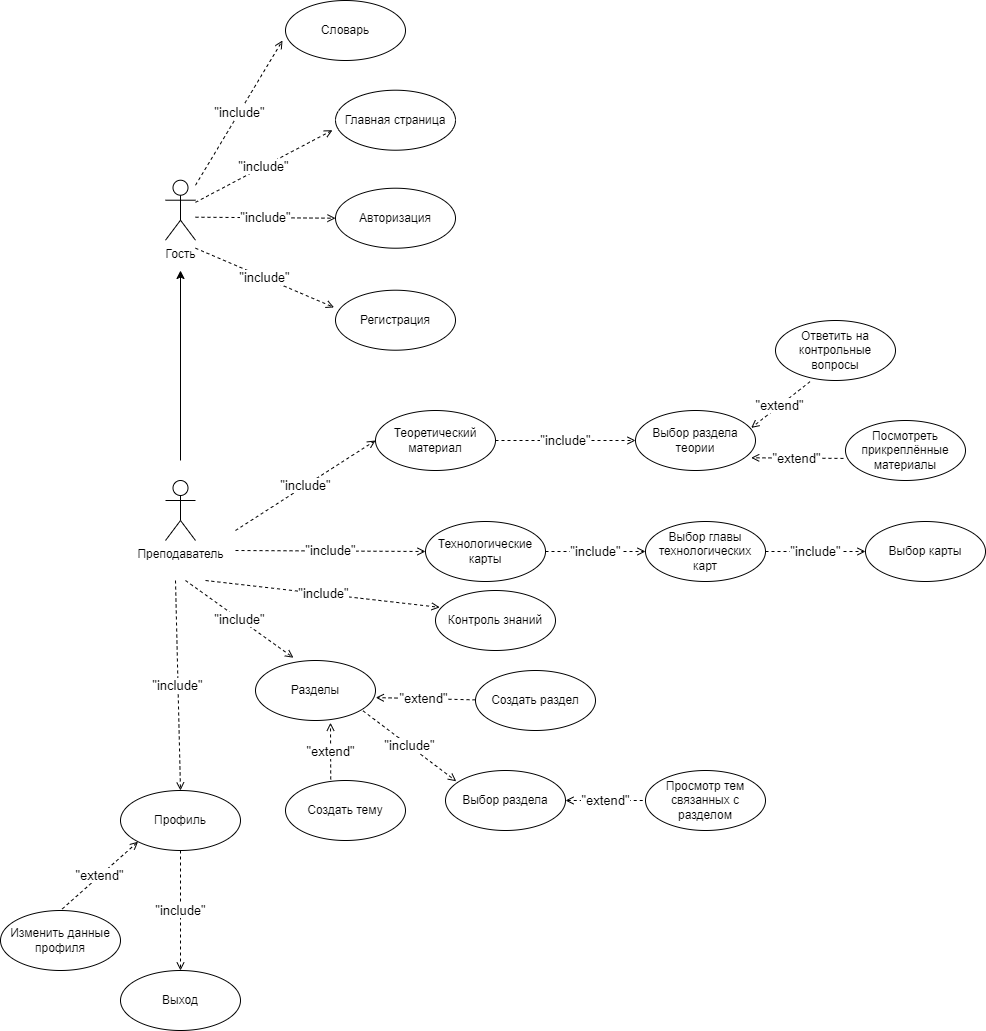 Словарь
"include"
Главная страница
"include"
Авторизация
"include"
Гость
"include"
Регистрация
Ответить на
контрольные
вопросы
"extend"
Теоретический
материал
"include"
Выбор раздела
теории
"extend"
Посмотреть
прикреплённые
материалы
"include"
Преподаватель
"include"
Технологические
карты
"include"
Выбор главы
технологических
карт
"include"
Выбор карты
"include"
Контроль знаний
"include"
"include"
Разделы
"extend"
Создать раздел
"include"
"extend"
Создать тему
Выбор раздела
"extend"
Просмотр тем
связанных с
разделом
Профиль
"extend"
"include"
Изменить данные
профиля
Выход